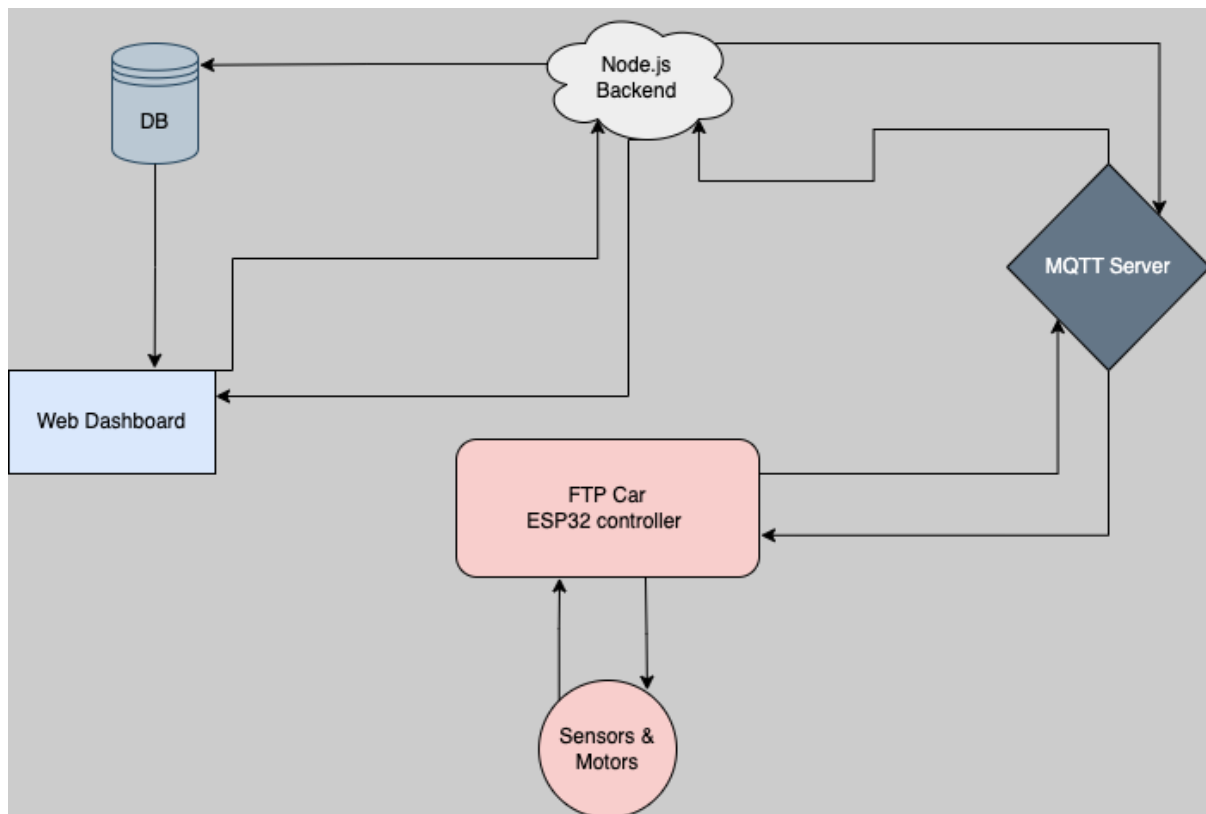 Node.js
Backend
DB
MQTT Server
Web Dashboard
FTP Car
ESP32 controller
Sensors &
Motors